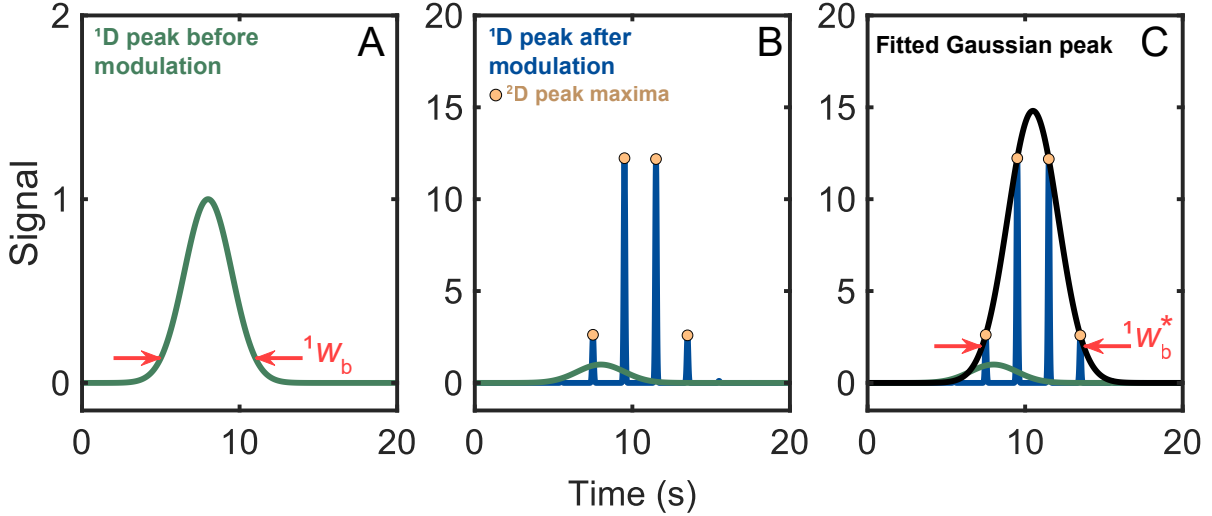 Signal
2
1
0
¹D peak before
modulation
A
¹w_b
0 10 20
20
15
10
5
0
¹D peak after
modulation
²D peak maxima
B
0 10 20
20
15
10
5
0
Fitted Gaussian peak
C
¹w_b*
0 10 20
Time (s)